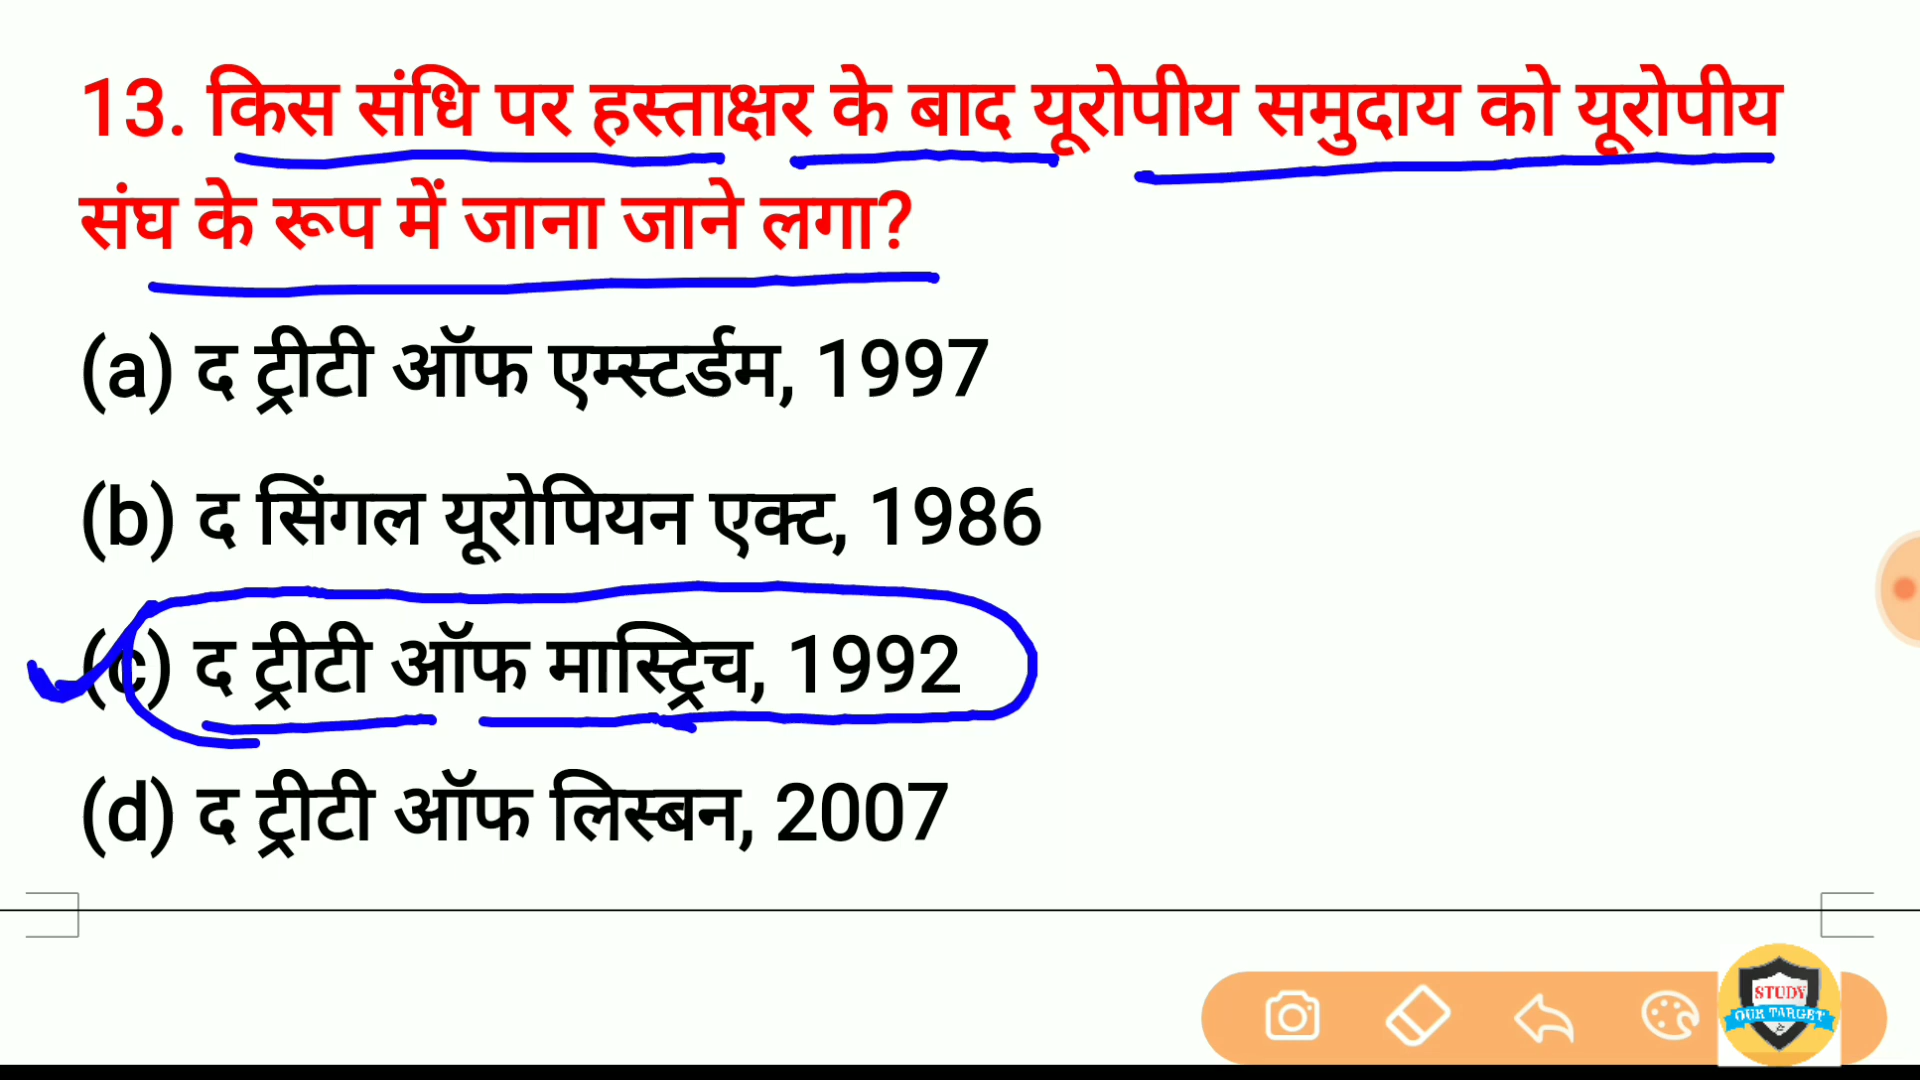 13. किस संधि पर हस्ताक्षर के बाद यूरोपीय समुदाय को यूरोपीय
संघ के रूप में जाना जाने लगा?
(a) द ट्रीटी ऑफ एम्स्टर्डम, 1997
(b) द सिंगल यूरोपियन एक्ट, 1986
(c) द ट्रीटी ऑफ मास्ट्रिच, 1992
(d) द ट्रीटी ऑफ लिस्बन, 2007
STUDY
OUR TARGET